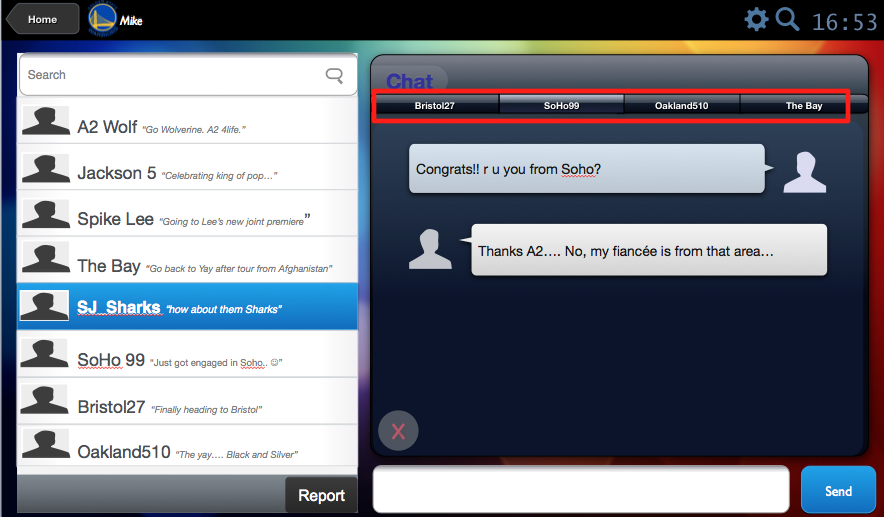 Home
Mike
16:53
Search
A2 Wolf “Go Wolverine. A2 4life.”
Jackson 5 “Celebrating king of pop…”
Spike Lee “Going to Lee’s new joint premiere”
The Bay “Go back to Yay after tour from Afghanistan”
SJ_Sharks “how about them Sharks”
SoHo 99 “Just got engaged in Soho.. ☺”
Bristol27 “Finally heading to Bristol”
Oakland510 “The yay…. Black and Silver”
Report
Chat
Bristol27 SoHo99 Oakland510 The Bay
Congrats!! r u you from Soho?
Thanks A2…. No, my fiancée is from that area…
X
Send